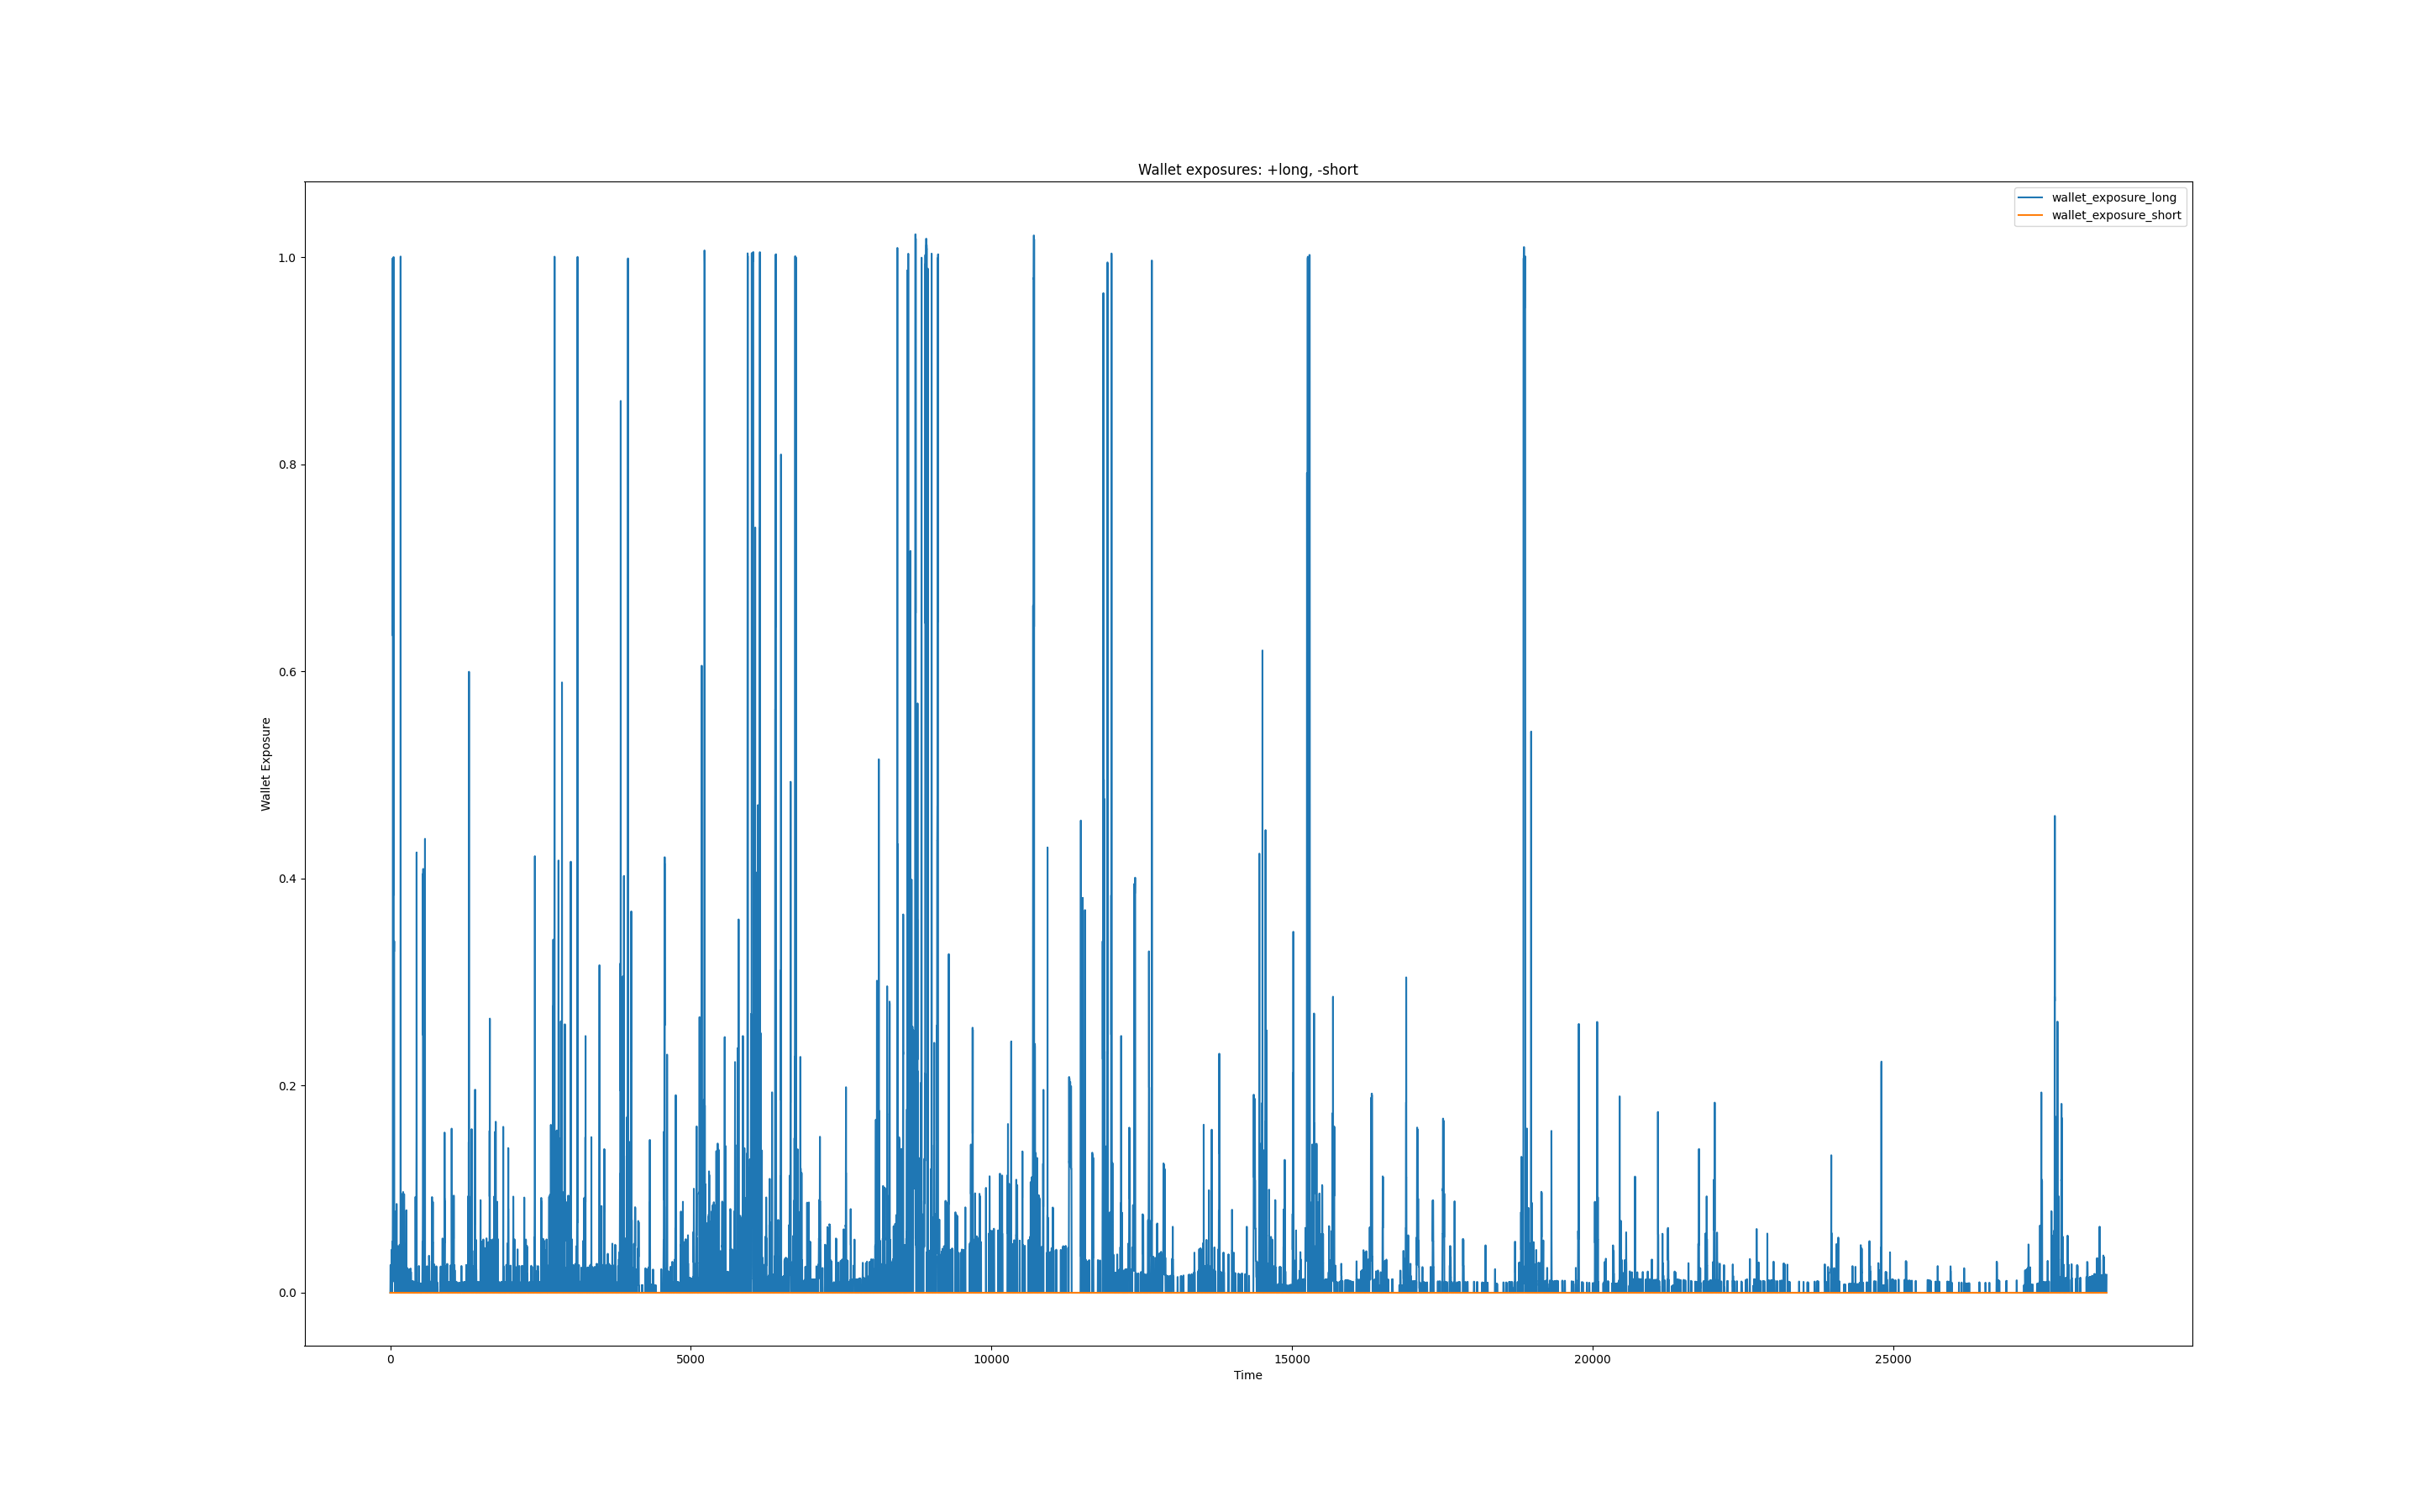 Wallet exposures: +long, -short
wallet_exposure_long
wallet_exposure_short
1.0
0.8
0.6
0.4
0.2
0.0
Wallet Exposure
0 5000 10000 15000 20000 25000
Time